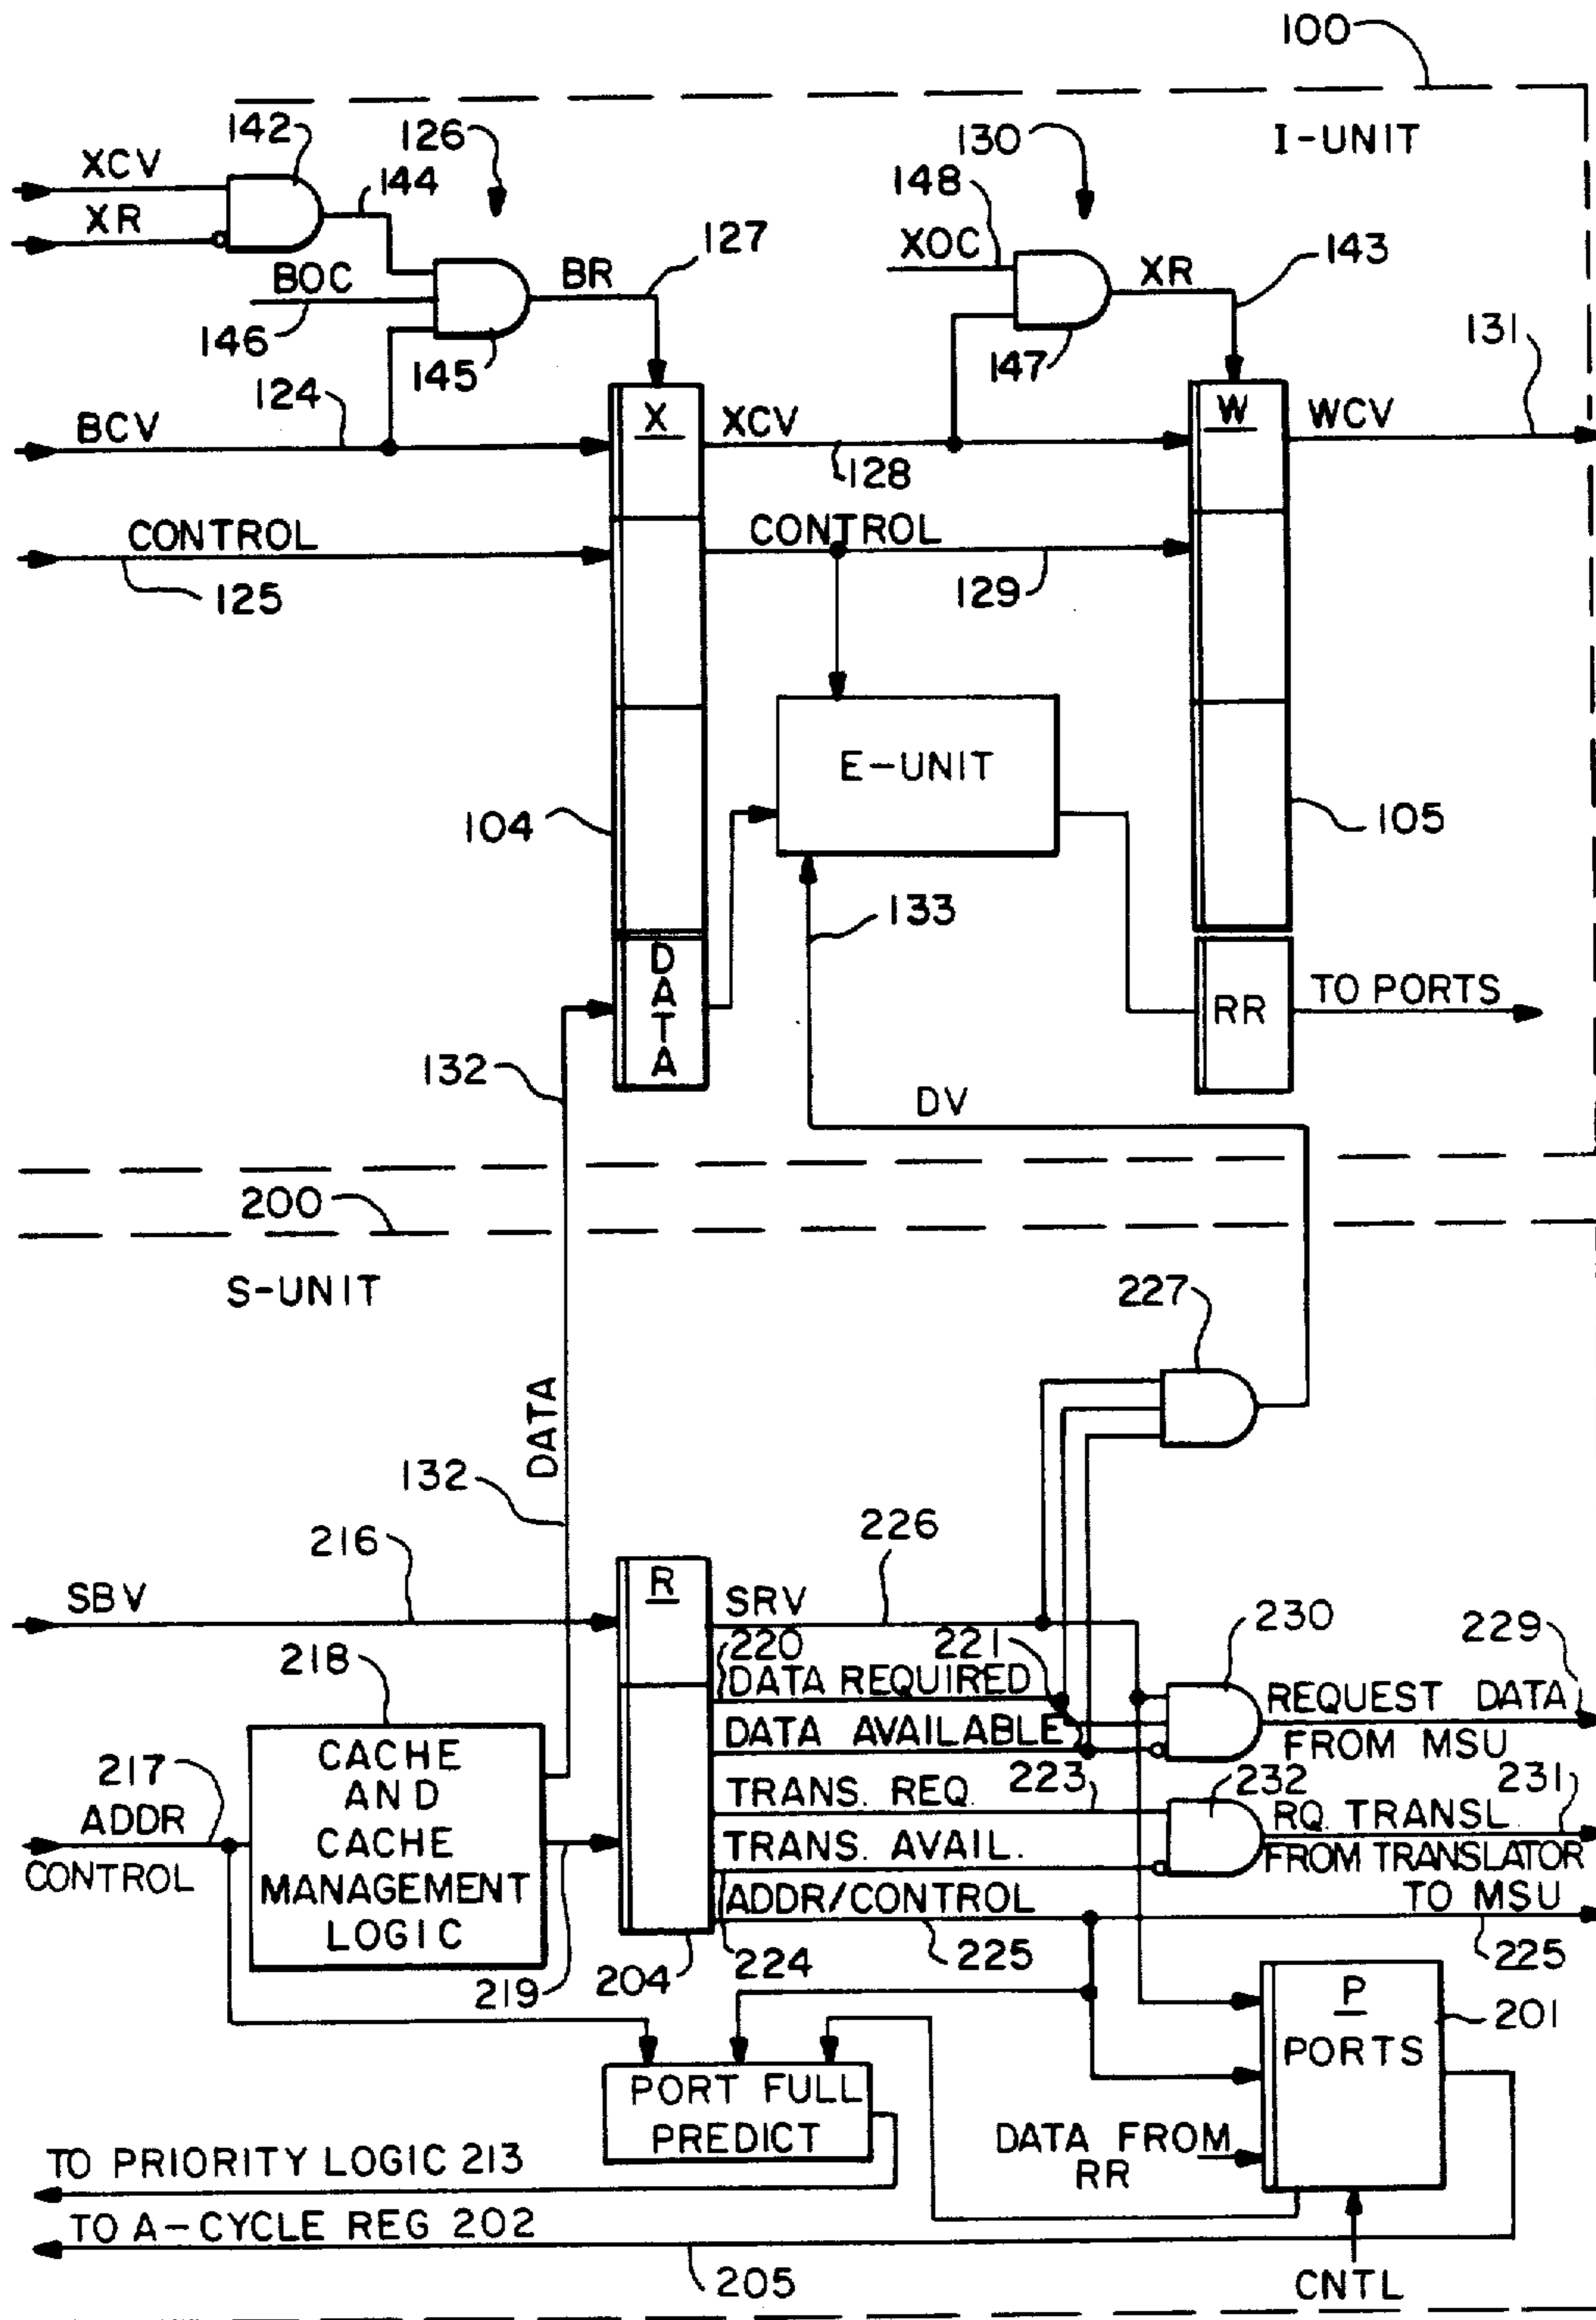 100
I-UNIT
142
126
130
XCV
144
148
XR
127
XOC
143
BOC
BR
XR
146
145
147
131
124
BCV
X
XCV
W
WCV
128
CONTROL
CONTROL
125
129
E-UNIT
104
105
133
DATA
RR
TO PORTS
132
DV
200
S-UNIT
227
DATA
132
216
226
SBV
R
SRV
230
229
218
220
221
DATA REQUIRED
REQUEST DATA
FROM MSU
DATA AVAILABLE
CACHE
AND
CACHE
MANAGEMENT
LOGIC
217
ADDR
CONTROL
223
232
231
TRANS. REQ.
RQ. TRANSL
FROM TRANSLATOR
TRANS. AVAIL.
ADDR/CONTROL
TO MSU
219
204
224
225
225
P
PORTS
201
PORT FULL
PREDICT
DATA FROM
RR
TO PRIORITY LOGIC 213
TO A-CYCLE REG 202
205
CNTL